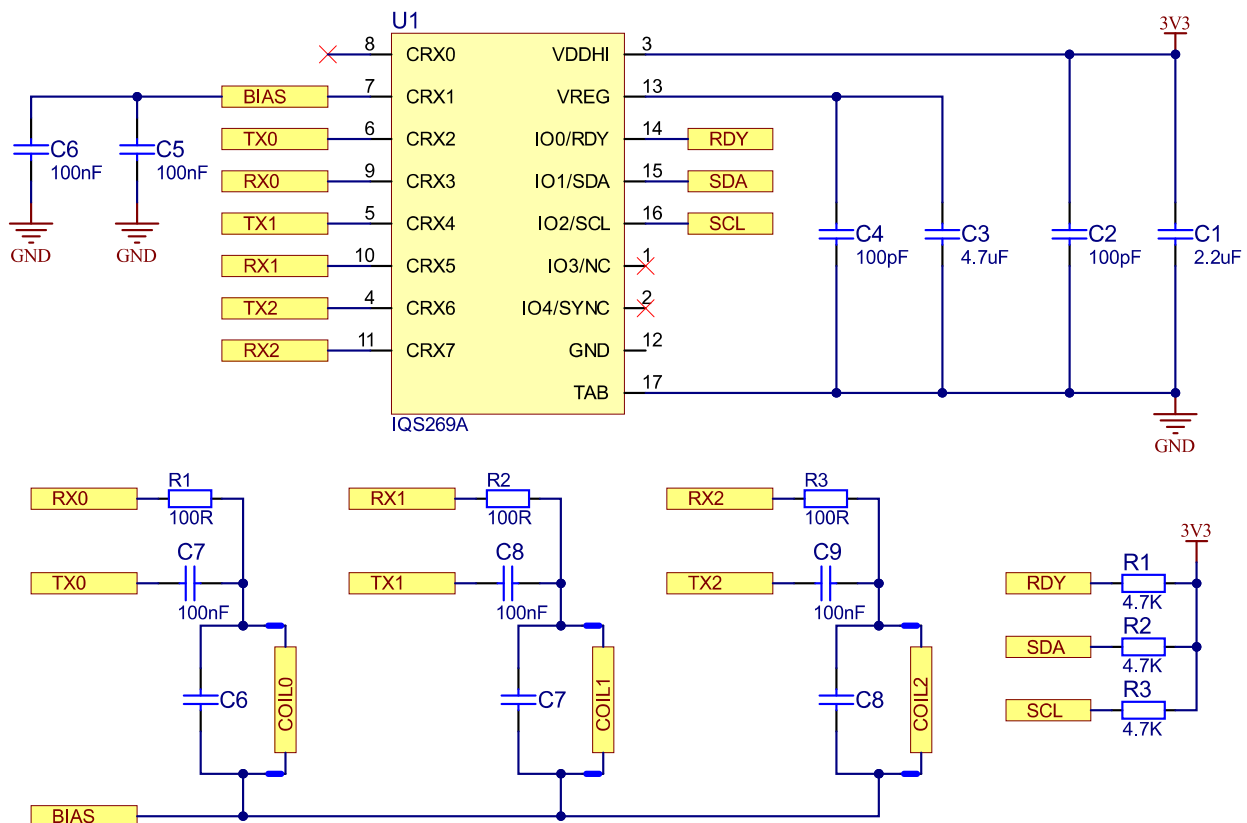 U1
3V3
8 CRX0 VDDHI 3
BIAS 7 CRX1 VREG 13
TX0 6 CRX2 IO0/RDY 14 RDY
C6 C5
100nF 100nF
RX0 9 CRX3 IO1/SDA 15 SDA
TX1 5 CRX4 IO2/SCL 16 SCL
C4 C3 C2 C1
100pF 4.7uF 100pF 2.2uF
GND GND
RX1 10 CRX5 IO3/NC 1
TX2 4 CRX6 IO4/SYNC 2
RX2 11 CRX7 GND 12
TAB 17
IQS269A
GND
R1 R2 R3
RX0 RX1 RX2
100R 100R 100R
3V3
C7 C8 C9
TX0 TX1 TX2
100nF 100nF 100nF
R1
RDY
4.7K
R2
SDA
4.7K
R3
SCL
4.7K
C6 COIL0 C7 COIL1 C8 COIL2
BIAS